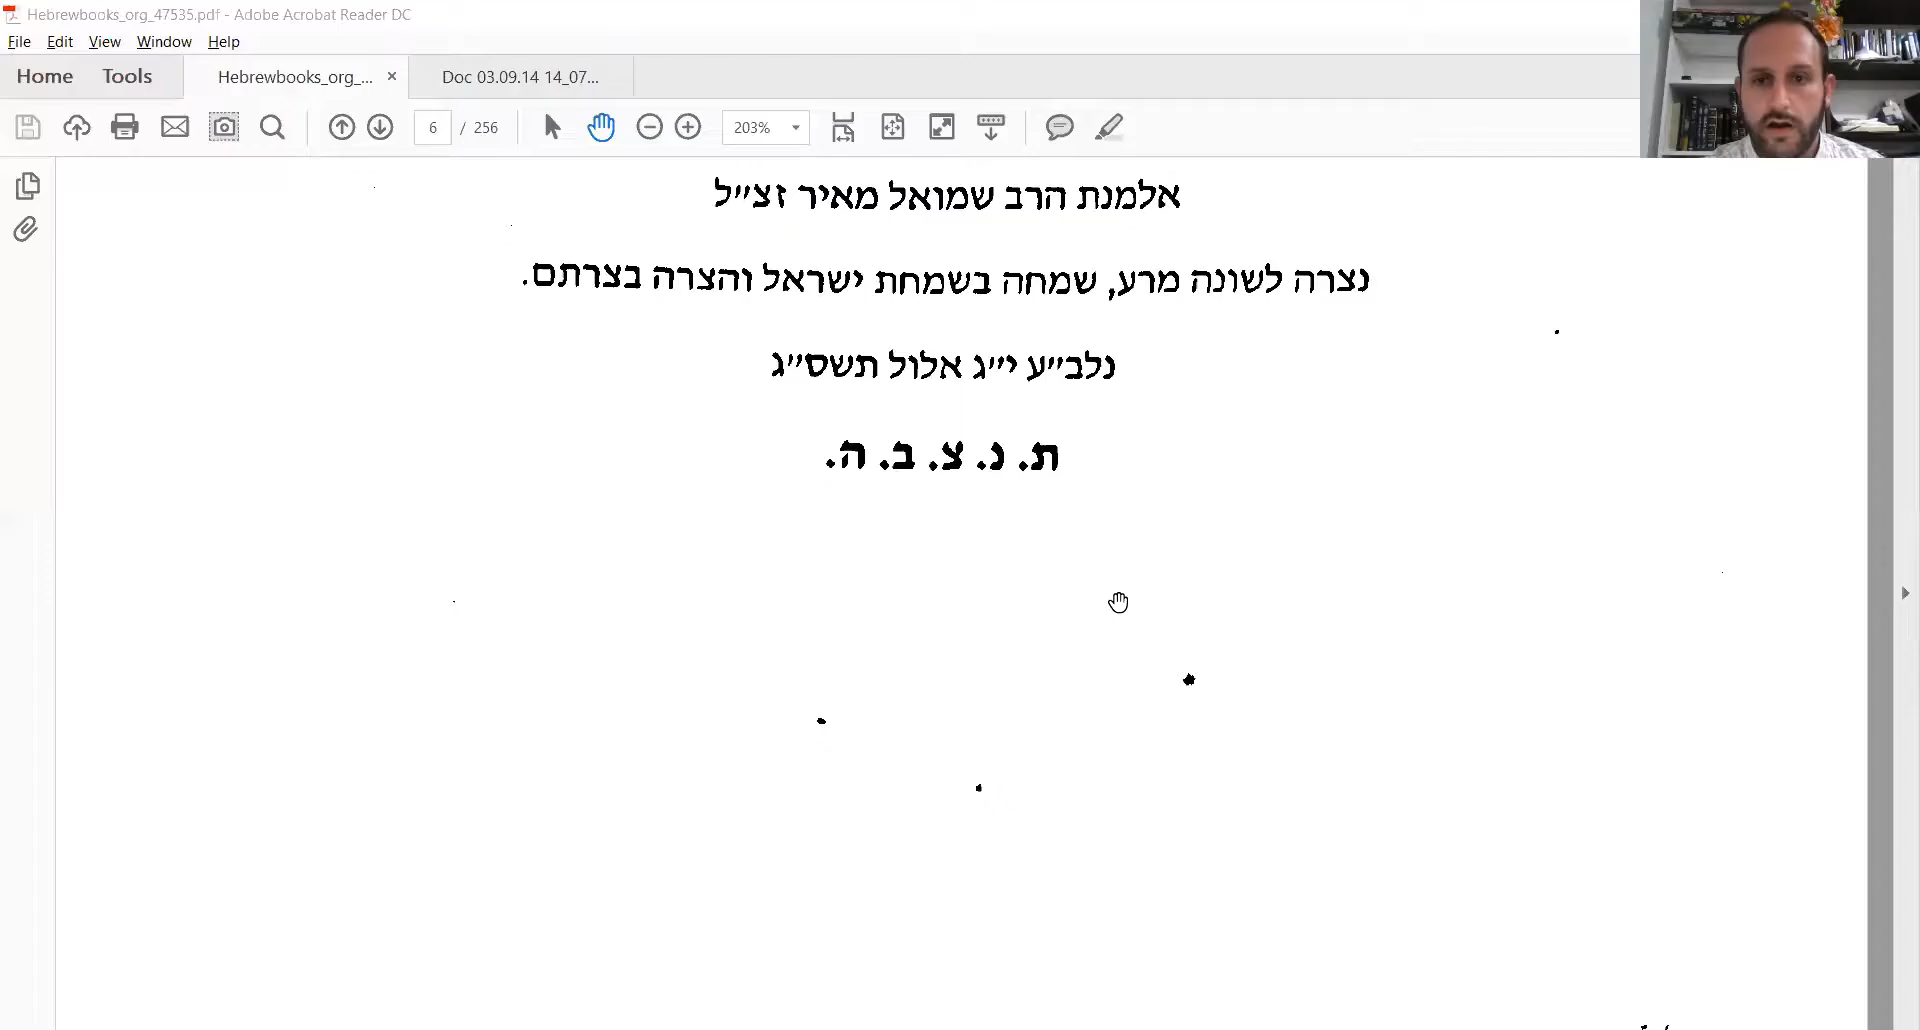 Hebrewbooks_org_47535.pdf - Adobe Acrobat Reader DC
File Edit View Window Help
Home Tools Hebrewbooks_org_... × Doc 03.09.14 14_07...
6 / 256 203%
אלמנת הרב שמואל מאיר זצ״ל
נצרה לשונה מרע, שמחה בשמחת ישראל והצרה בצרתם.
נלב״ע י״ג אלול תשס״ג
ת. נ. צ. ב. ה.